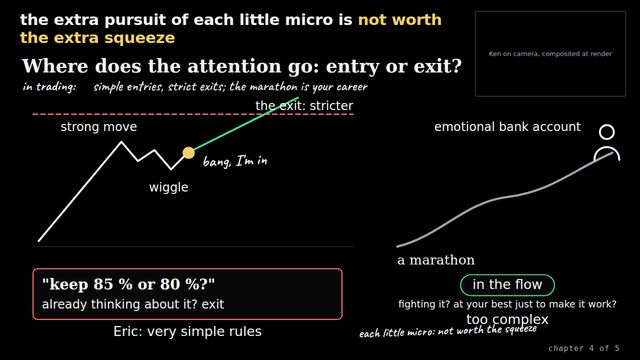 the extra pursuit of each little micro is not worth
the extra squeeze
Ken on camera, composited at render
Where does the attention go: entry or exit?
in trading: simple entries, strict exits; the marathon is your career
the exit: stricter
strong move
emotional bank account
bang, I'm in
wiggle
a marathon
"keep 85 % or 80 %?"
already thinking about it? exit
in the flow
fighting it? at your best just to make it work?
too complex
Eric: very simple rules
each little micro: not worth the squeeze
chapter 4 of 5